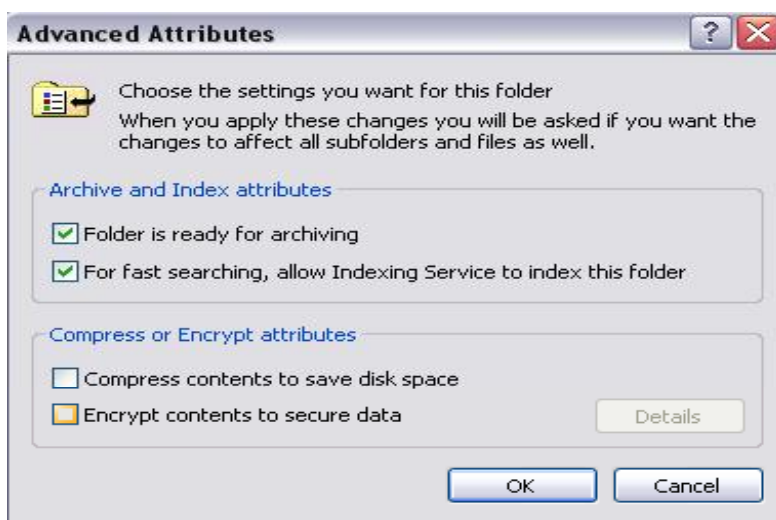 Advanced Attributes
?
Choose the settings you want for this folder
When you apply these changes you will be asked if you want the
changes to affect all subfolders and files as well.
Archive and Index attributes
Folder is ready for archiving
For fast searching, allow Indexing Service to index this folder
Compress or Encrypt attributes
Compress contents to save disk space
Encrypt contents to secure data Details
OK Cancel